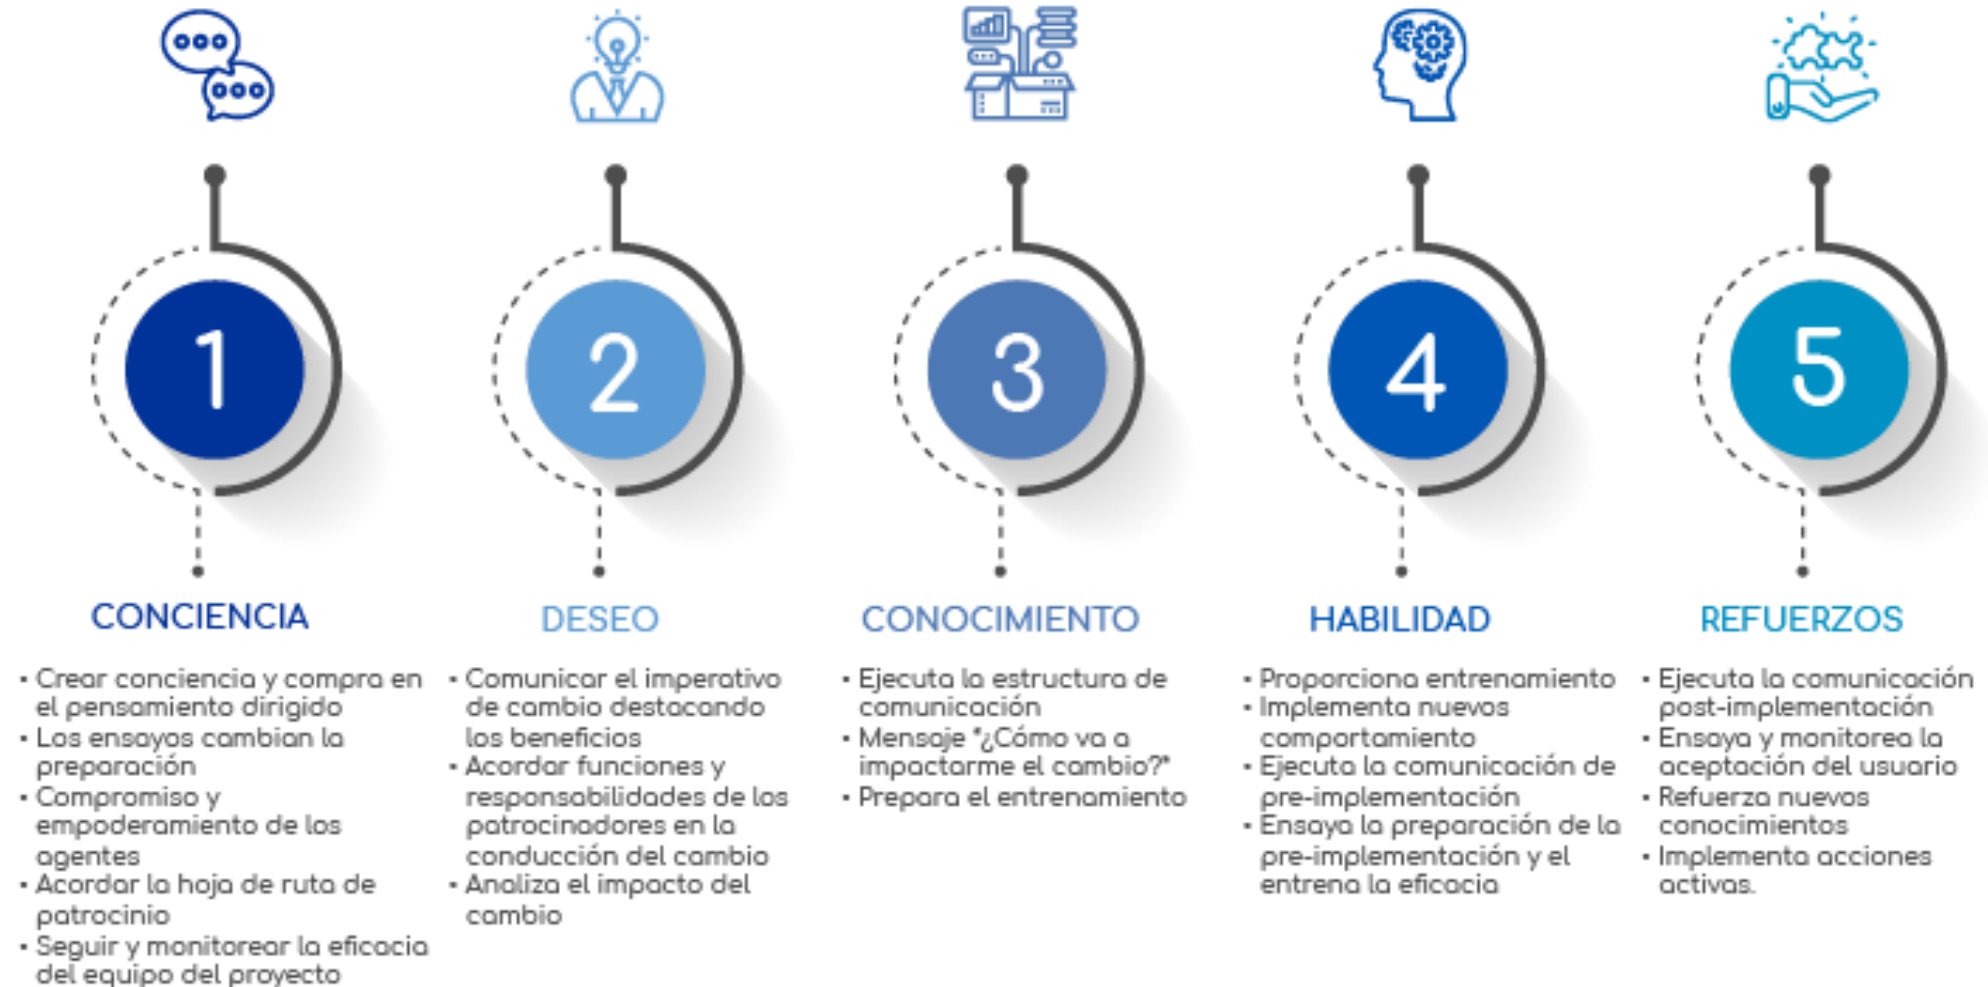 1
2
3
4
5
CONCIENCIA
• Crear conciencia y compra en
el pensamiento dirigido
• Los ensayos cambian la
preparación
• Compromiso y
empoderamiento de los
agentes
• Acordar la hoja de ruta de
patrocinio
• Seguir y monitorear la eficacia
del equipo del proyecto
DESEO
• Comunicar el imperativo
de cambio destacando
los beneficios
• Acordar funciones y
responsabilidades de los
patrocinadores en la
conducción del cambio
• Analiza el impacto del
cambio
CONOCIMIENTO
• Ejecuta la estructura de
comunicación
• Mensaje "¿Cómo va a
impactarme el cambio?"
• Prepara el entrenamiento
HABILIDAD
• Proporciona entrenamiento
• Implementa nuevos
comportamiento
• Ejecuta la comunicación de
pre-implementación
• Ensaya la preparación de la
pre-implementación y el
entrena la eficacia
REFUERZOS
• Ejecuta la comunicación
post-implementación
• Ensaya y monitorea la
aceptación del usuario
• Refuerza nuevos
conocimientos
• Implementa acciones
activas.